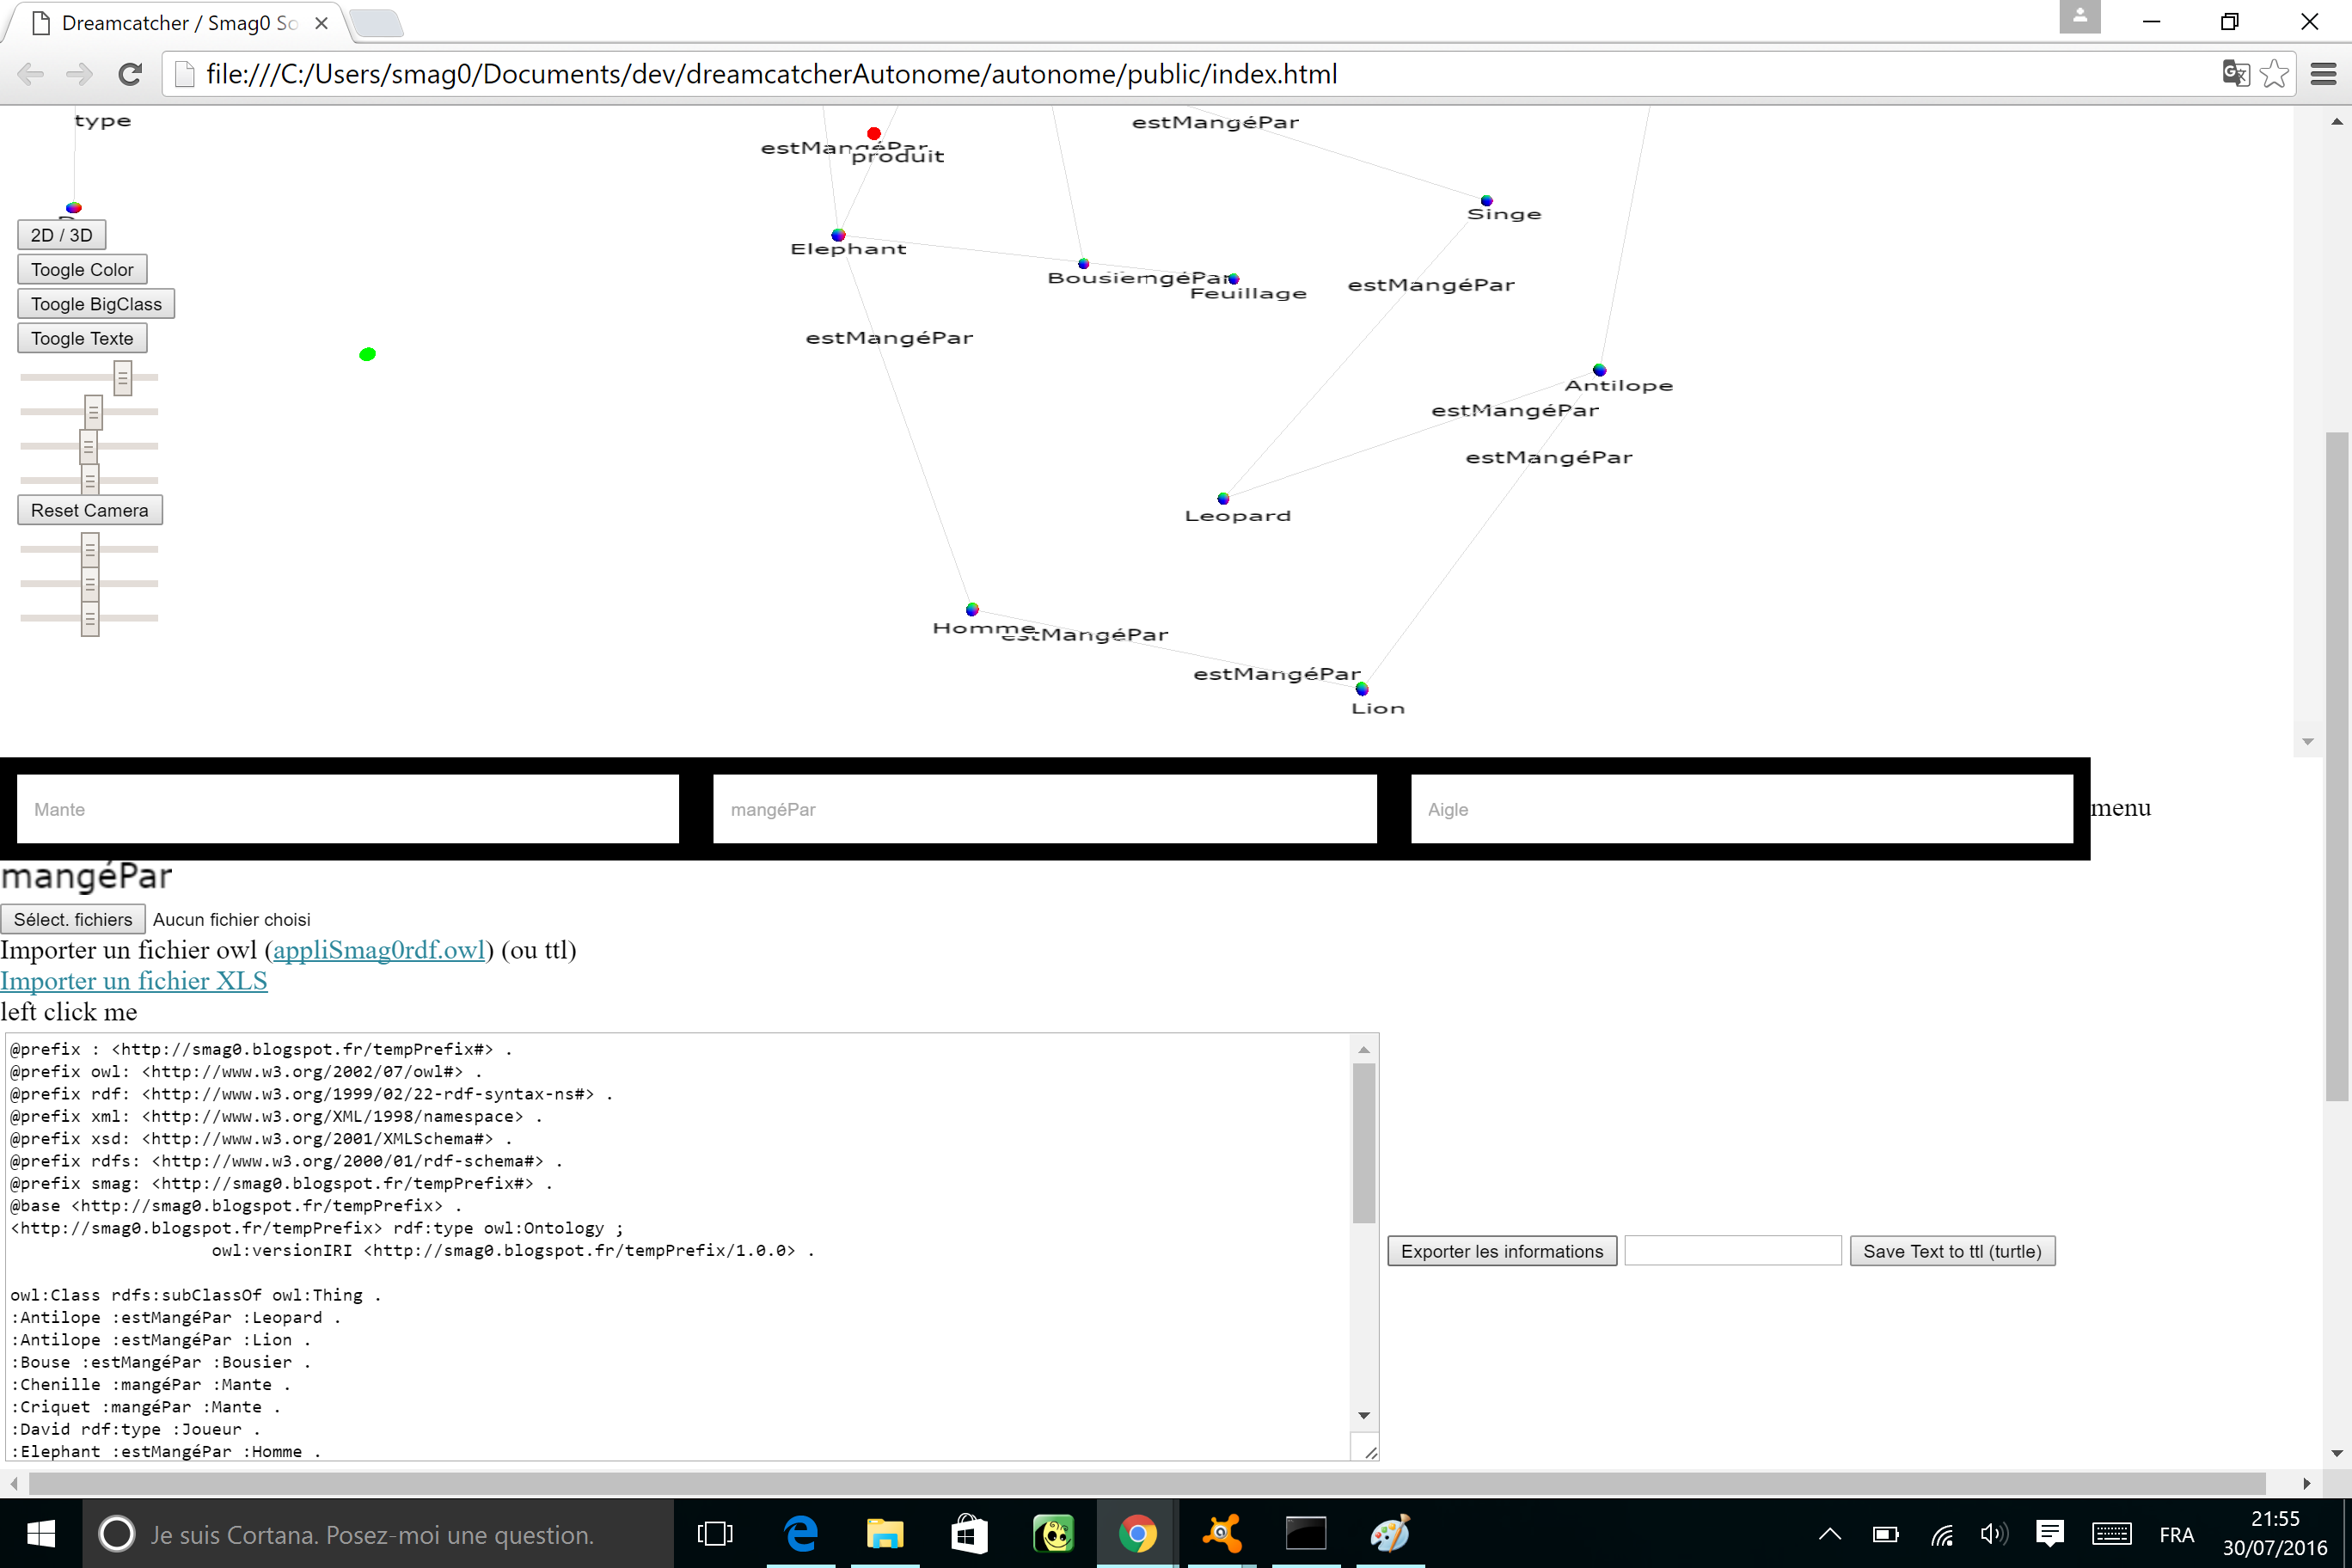 Dreamcatcher / Smag0 So
file:///C:/Users/smag0/Documents/dev/dreamcatcherAutonome/autonome/public/index.html
type
estMangéPar
estMangéPar
produit
Singe
2D / 3D
Elephant
Toogle Color
Bousier
Feuillage
estMangéPar
Toogle BigClass
Toogle Texte
estMangéPar
Antilope
estMangéPar
estMangéPar
Reset Camera
Leopard
Homme
estMangéPar
estMangéPar
Lion
Mante
mangéPar
Aigle
menu
mangéPar
Sélect. fichiers Aucun fichier choisi
Importer un fichier owl (appliSmag0rdf.owl) (ou ttl)
Importer un fichier XLS
left click me
@prefix : <http://smag0.blogspot.fr/tempPrefix#> .
@prefix owl: <http://www.w3.org/2002/07/owl#> .
@prefix rdf: <http://www.w3.org/1999/02/22-rdf-syntax-ns#> .
@prefix xml: <http://www.w3.org/XML/1998/namespace> .
@prefix xsd: <http://www.w3.org/2001/XMLSchema#> .
@prefix rdfs: <http://www.w3.org/2000/01/rdf-schema#> .
@prefix smag: <http://smag0.blogspot.fr/tempPrefix#> .
@base <http://smag0.blogspot.fr/tempPrefix> .
<http://smag0.blogspot.fr/tempPrefix> rdf:type owl:Ontology ;
owl:versionIRI <http://smag0.blogspot.fr/tempPrefix/1.0.0> .
owl:Class rdfs:subClassOf owl:Thing .
:Antilope :estMangéPar :Leopard .
:Antilope :estMangéPar :Lion .
:Bouse :estMangéPar :Bousier .
:Chenille :mangéPar :Mante .
:Criquet :mangéPar :Mante .
:David rdf:type :Joueur .
:Elephant :estMangéPar :Homme .
Exporter les informations
Save Text to ttl (turtle)
Je suis Cortana. Posez-moi une question.
FRA
21:55
30/07/2016